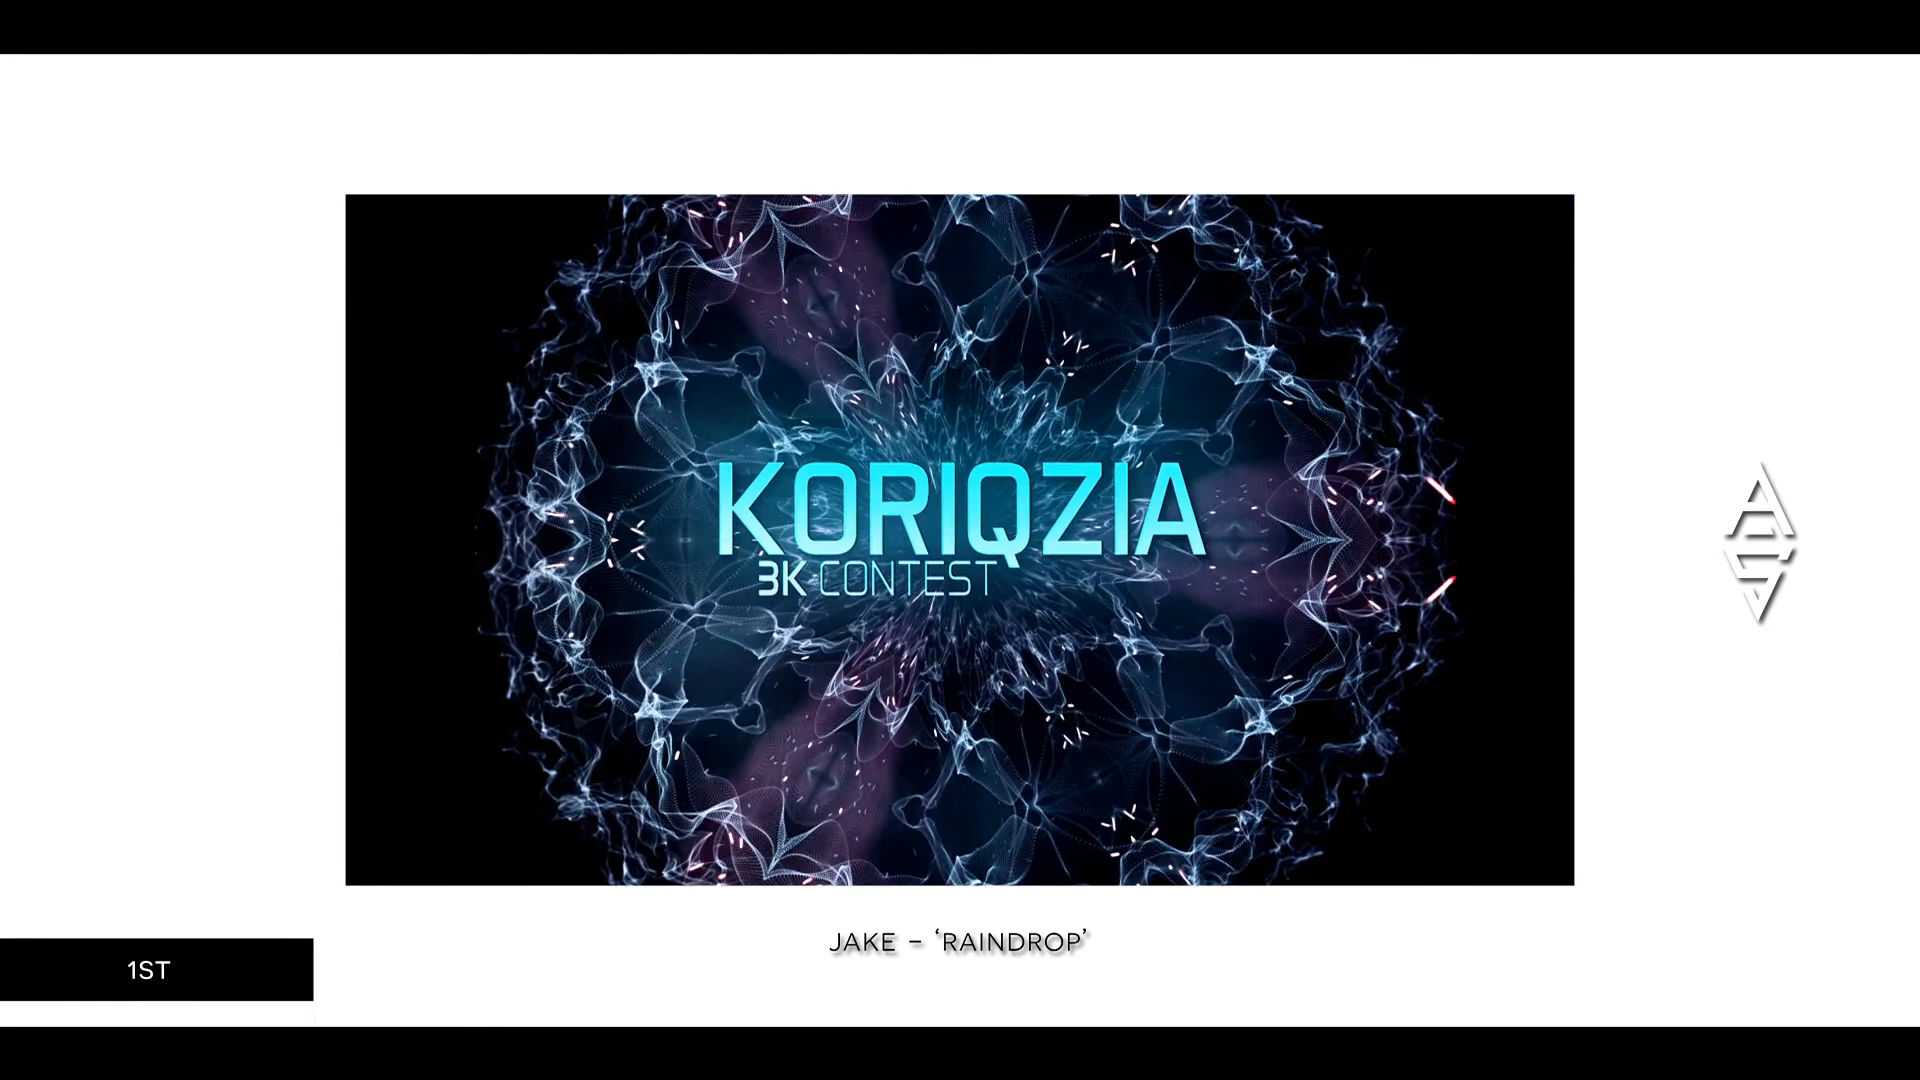 KORIQZIA
3K CONTEST
JAKE – ‘RAINDROP’
1ST